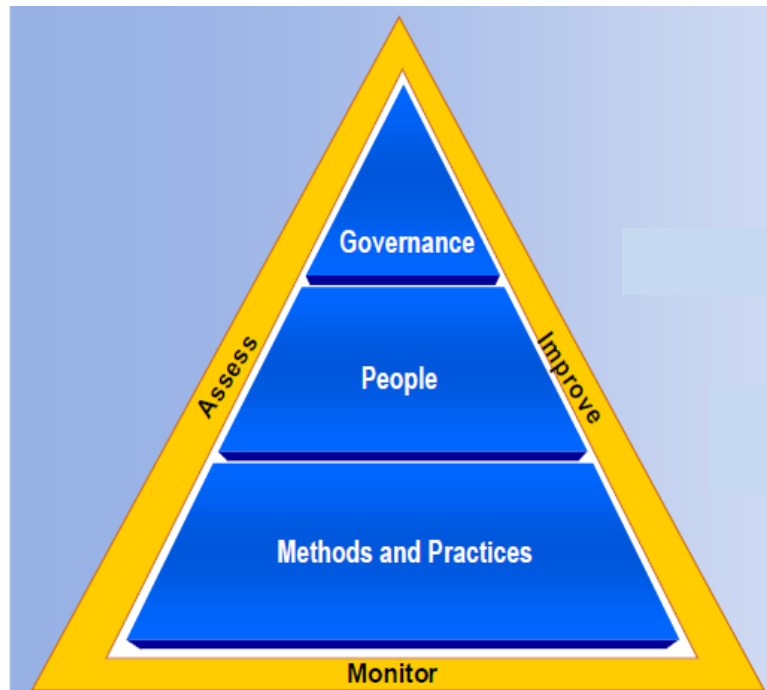 Governance
Assess
Improve
People
Methods and Practices
Monitor